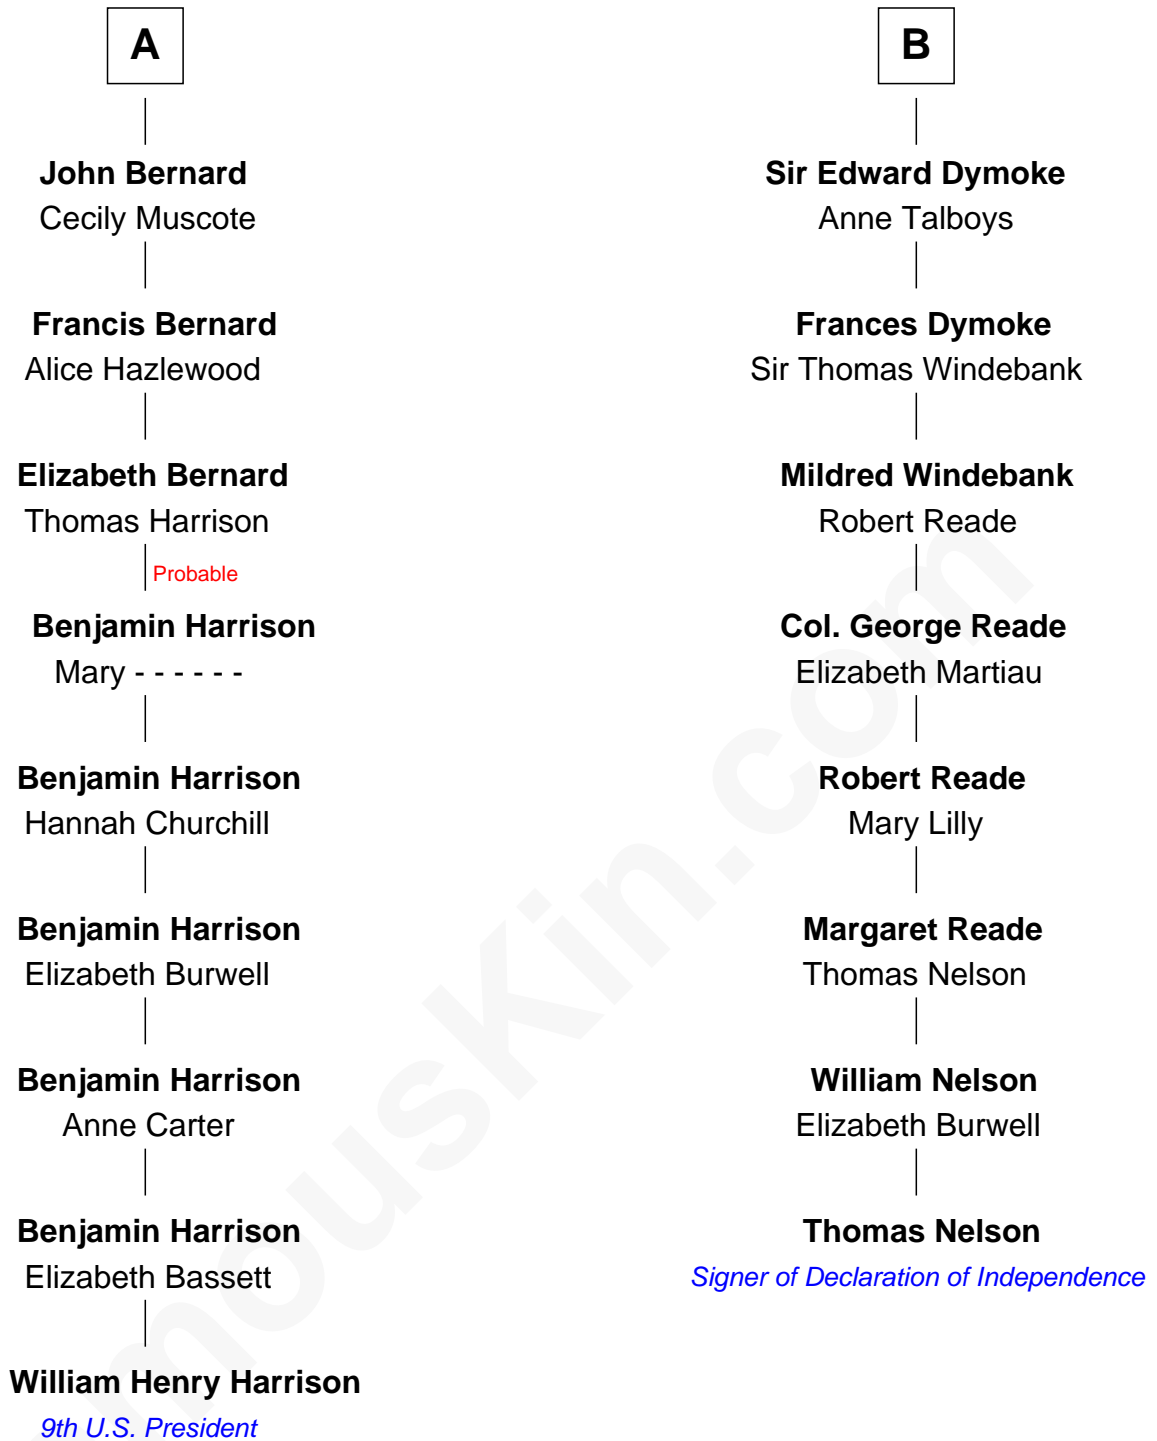 A
B
John Bernard
Cecily Muscote
Sir Edward Dymoke
Anne Talboys
Francis Bernard
Alice Hazlewood
Frances Dymoke
Sir Thomas Windebank
Elizabeth Bernard
Thomas Harrison
Mildred Windebank
Robert Reade
Probable
Benjamin Harrison
Mary - - - - - -
Col. George Reade
Elizabeth Martiau
Benjamin Harrison
Hannah Churchill
Robert Reade
Mary Lilly
Benjamin Harrison
Elizabeth Burwell
Margaret Reade
Thomas Nelson
Benjamin Harrison
Anne Carter
William Nelson
Elizabeth Burwell
Benjamin Harrison
Elizabeth Bassett
Thomas Nelson
Signer of Declaration of Independence
William Henry Harrison
9th U.S. President
mouskin.com